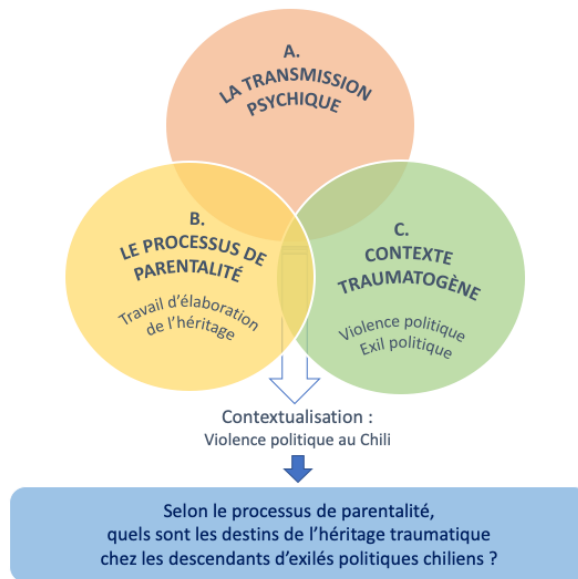 A.
LA TRANSMISSION
PSYCHIQUE
B.
LE PROCESSUS DE
PARENTALITÉ
Travail d'élaboration
de l'héritage
C.
CONTEXTE
TRAUMATOGÈNE
Violence politique
Exil politique
Contextualisation :
Violence politique au Chili
Selon le processus de parentalité,
quels sont les destins de l'héritage traumatique
chez les descendants d'exilés politiques chiliens ?